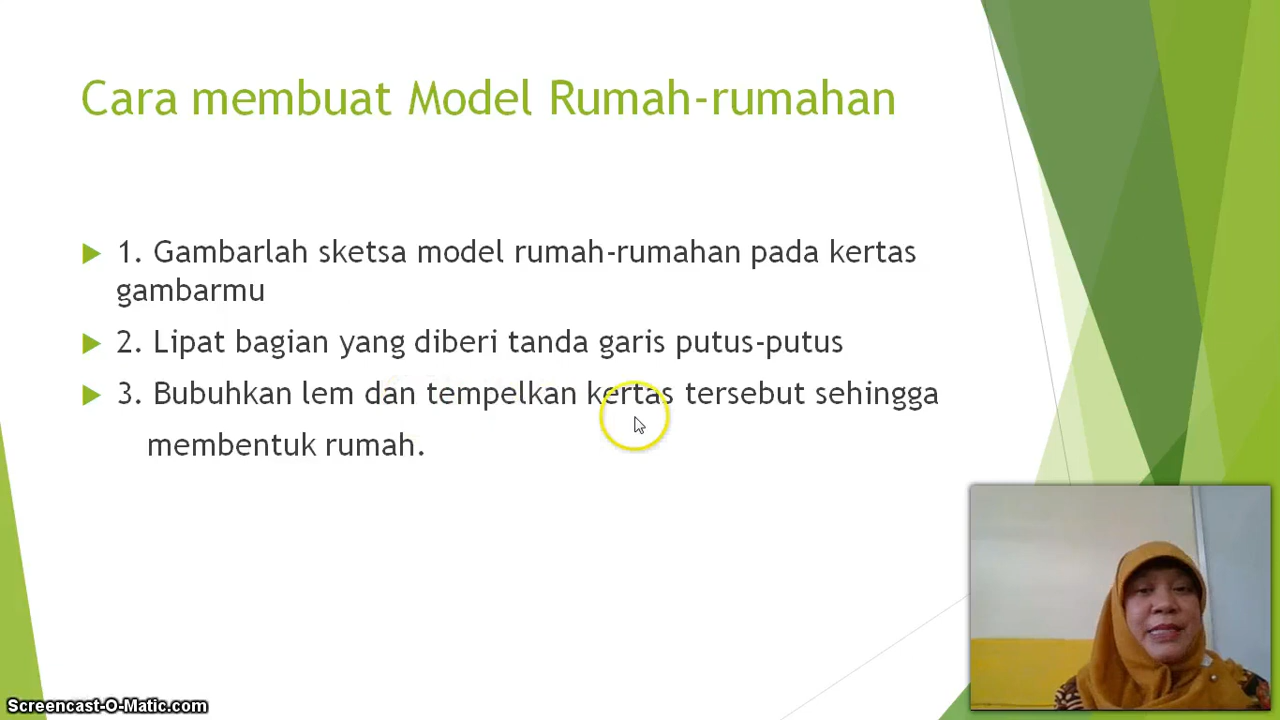 Cara membuat Model Rumah-rumahan
1. Gambarlah sketsa model rumah-rumahan pada kertas
gambarmu
2. Lipat bagian yang diberi tanda garis putus-putus
3. Bubuhkan lem dan tempelkan kertas tersebut sehingga
membentuk rumah.
Screencast-O-Matic.com